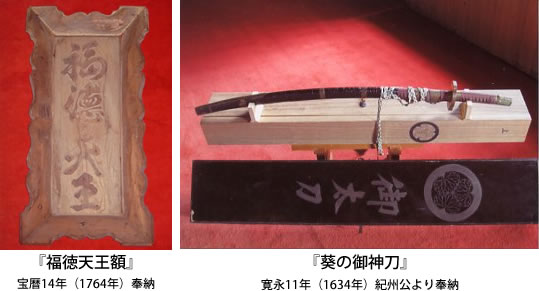 福德天王
御太刀
『福徳天王額』
宝暦14年（1764年）奉納
『葵の御神刀』
寛永11年（1634年）紀州公より奉納